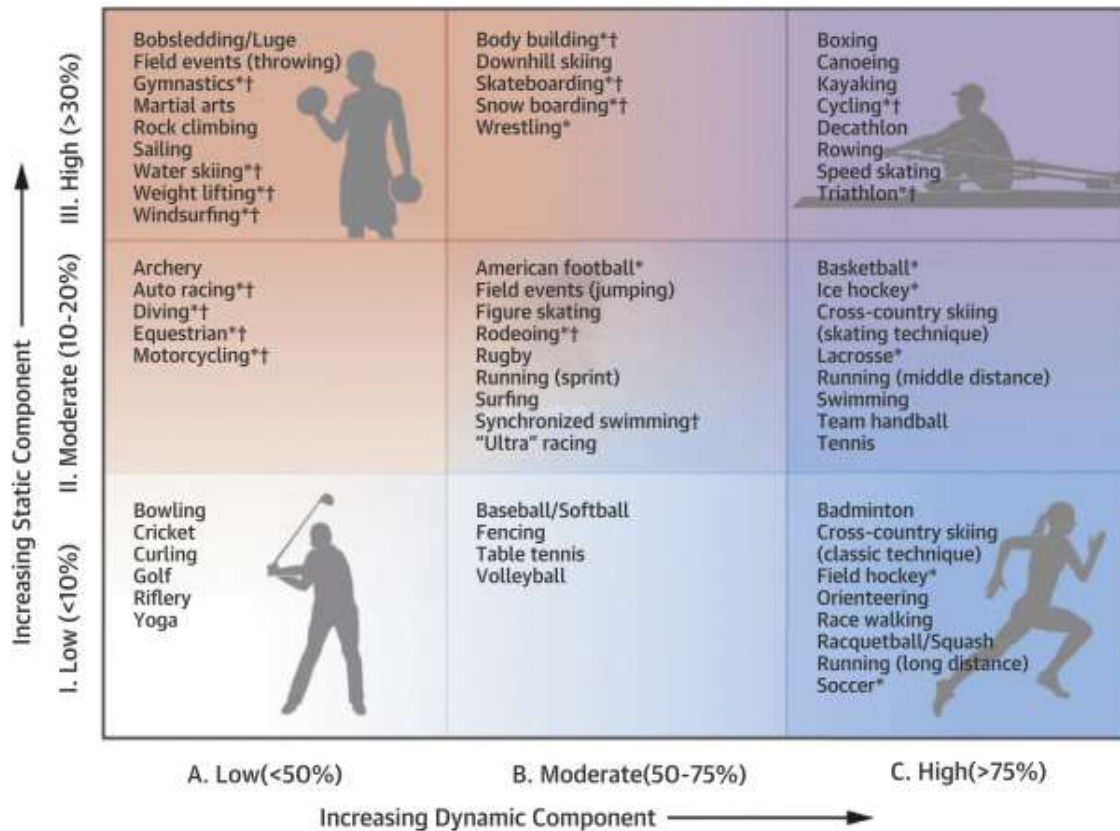 Increasing Static Component
III. High (>30%)
Bobsledding/Luge
Field events (throwing)
Gymnastics*†
Martial arts
Rock climbing
Sailing
Water skiing*†
Weight lifting*†
Windsurfing*†
Body building*†
Downhill skiing
Skateboarding*†
Snow boarding*†
Wrestling*
Boxing
Canoeing
Kayaking
Cycling*†
Decathlon
Rowing
Speed skating
Triathlon*†
II. Moderate (10-20%)
Archery
Auto racing*†
Diving*†
Equestrian*†
Motorcycling*†
American football*
Field events (jumping)
Figure skating
Rodeoing*†
Rugby
Running (sprint)
Surfing
Synchronized swimming†
"Ultra" racing
Basketball*
Ice hockey*
Cross-country skiing
(skating technique)
Lacrosse*
Running (middle distance)
Swimming
Team handball
Tennis
I. Low (<10%)
Bowling
Cricket
Curling
Golf
Riflery
Yoga
Baseball/Softball
Fencing
Table tennis
Volleyball
Badminton
Cross-country skiing
(classic technique)
Field hockey*
Orienteering
Race walking
Racquetball/Squash
Running (long distance)
Soccer*
A. Low(<50%)
B. Moderate(50-75%)
C. High(>75%)
Increasing Dynamic Component